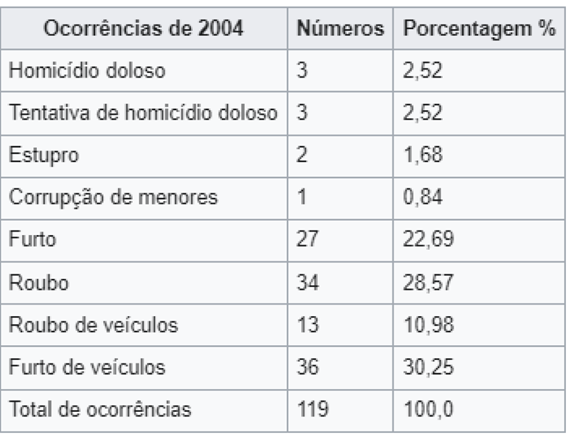 Ocorrências de 2004 Números Porcentagem %
Homicídio doloso 3 2,52
Tentativa de homicídio doloso 3 2,52
Estupro 2 1,68
Corrupção de menores 1 0,84
Furto 27 22,69
Roubo 34 28,57
Roubo de veículos 13 10,98
Furto de veículos 36 30,25
Total de ocorrências 119 100,0